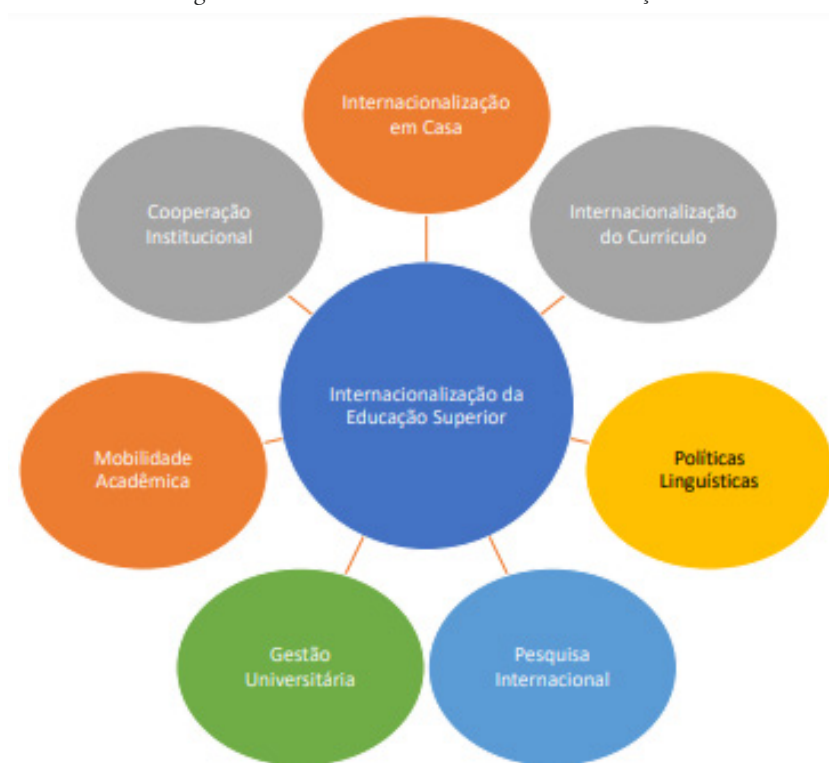 Internacionalização
em Casa
Internacionalização
do Currículo
Políticas
Linguísticas
Pesquisa
Internacional
Gestão
Universitária
Mobilidade
Acadêmica
Cooperação
Institucional
Internacionalização da
Educação Superior